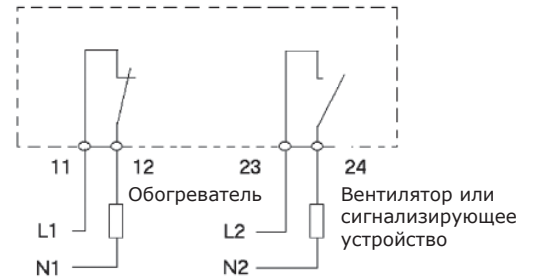 11 12 23 24
Обогреватель
Вентилятор или
сигнализирующее
устройство
L1
N1
L2
N2